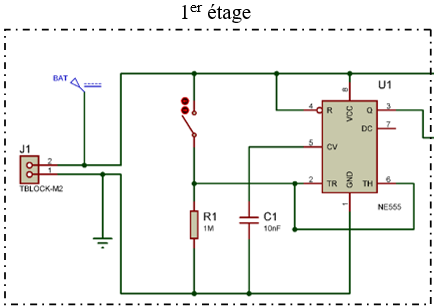 1er étage
BAT
J1
2
1
TBLOCK-M2
R1
1M
C1
10nF
U1
8
4
R
VCC
Q
3
DC
7
5
CV
2
TR
GND
TH
6
1
NE555